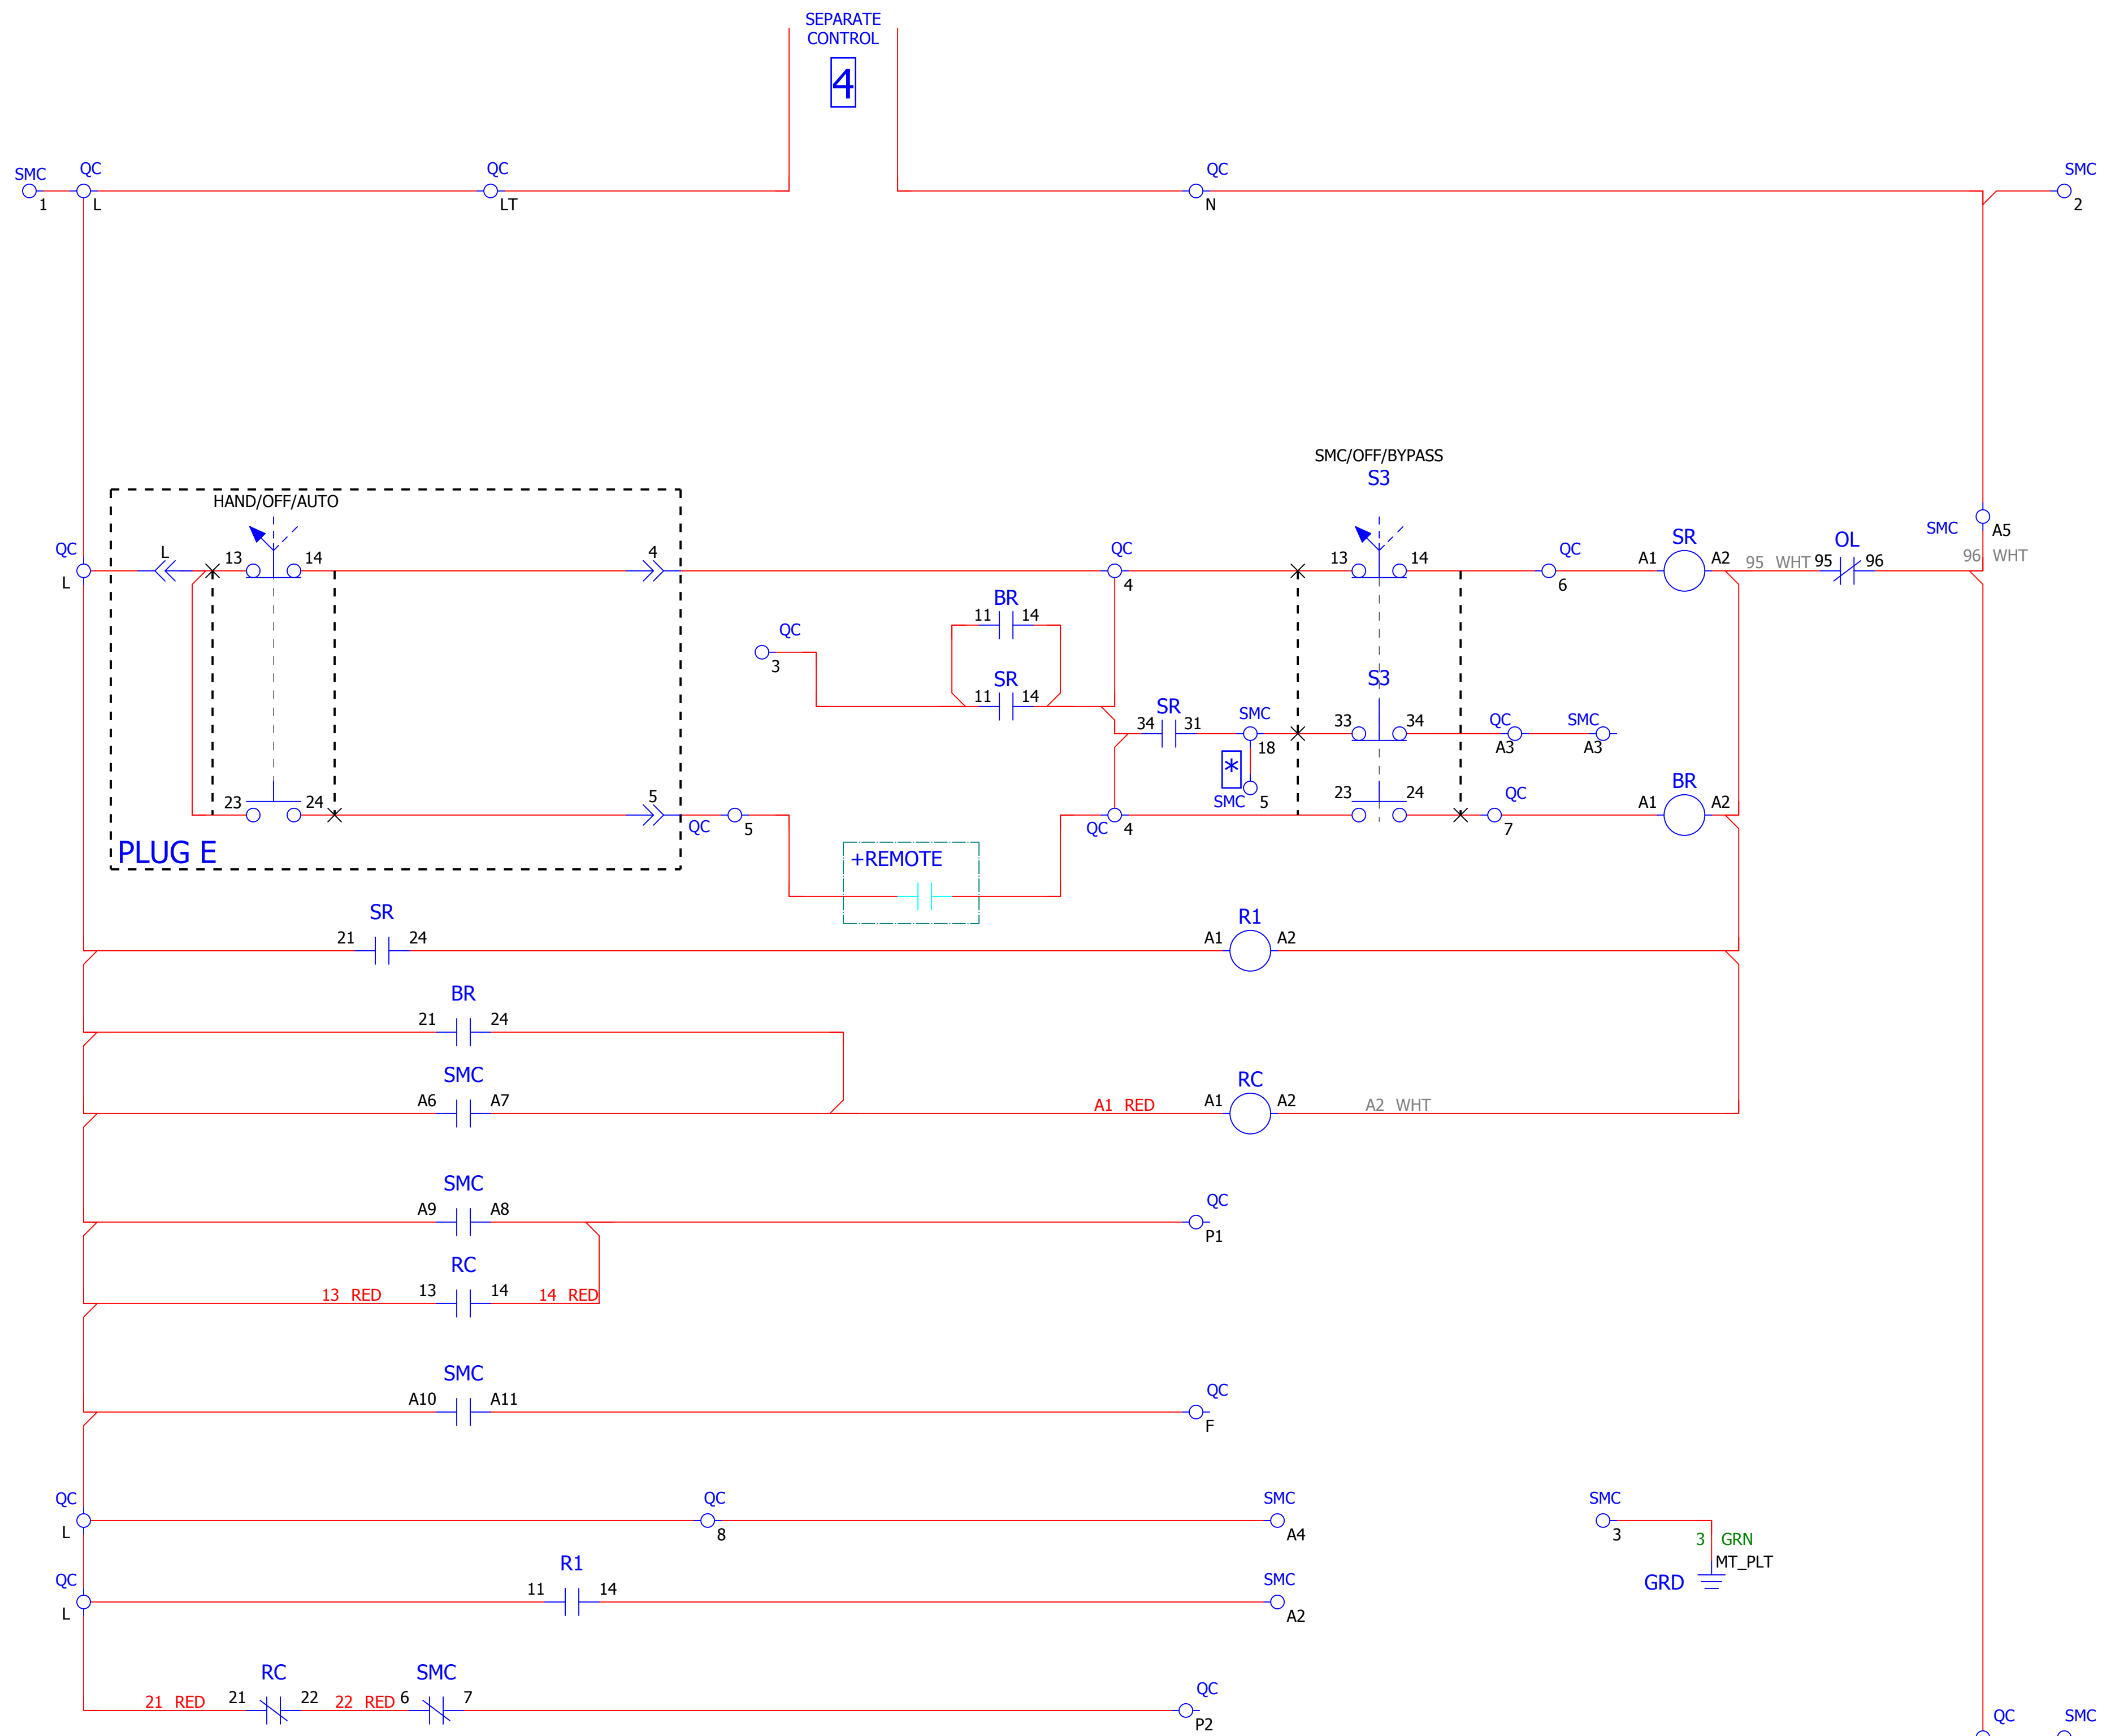 SEPARATE
CONTROL
4
SMC
1
QC
L
QC
LT
QC
N
SMC
2
SMC/OFF/BYPASS
S3
HAND/OFF/AUTO
QC
L
L
13
14
4
QC
4
13
14
QC
6
SR
A1
A2
95 WHT
OL
95
96
SMC
A5
96 WHT
BR
11
14
QC
3
SR
11
14
SR
34
31
SMC
18
*
SMC
5
S3
33
34
QC
A3
SMC
A3
23
24
5
QC
5
QC
4
23
24
QC
7
BR
A1
A2
PLUG E
+REMOTE
SR
21
24
R1
A1
A2
BR
21
24
SMC
A6
A7
A1 RED
RC
A1
A2
A2 WHT
SMC
A9
A8
QC
P1
RC
13 RED
13
14
14 RED
SMC
A10
A11
QC
F
QC
L
QC
8
SMC
A4
SMC
3
3 GRN
MT_PLT
GRD
QC
L
R1
11
14
SMC
A2
RC
21 RED
21
22
22 RED
SMC
6
7
QC
P2
QC
SMC